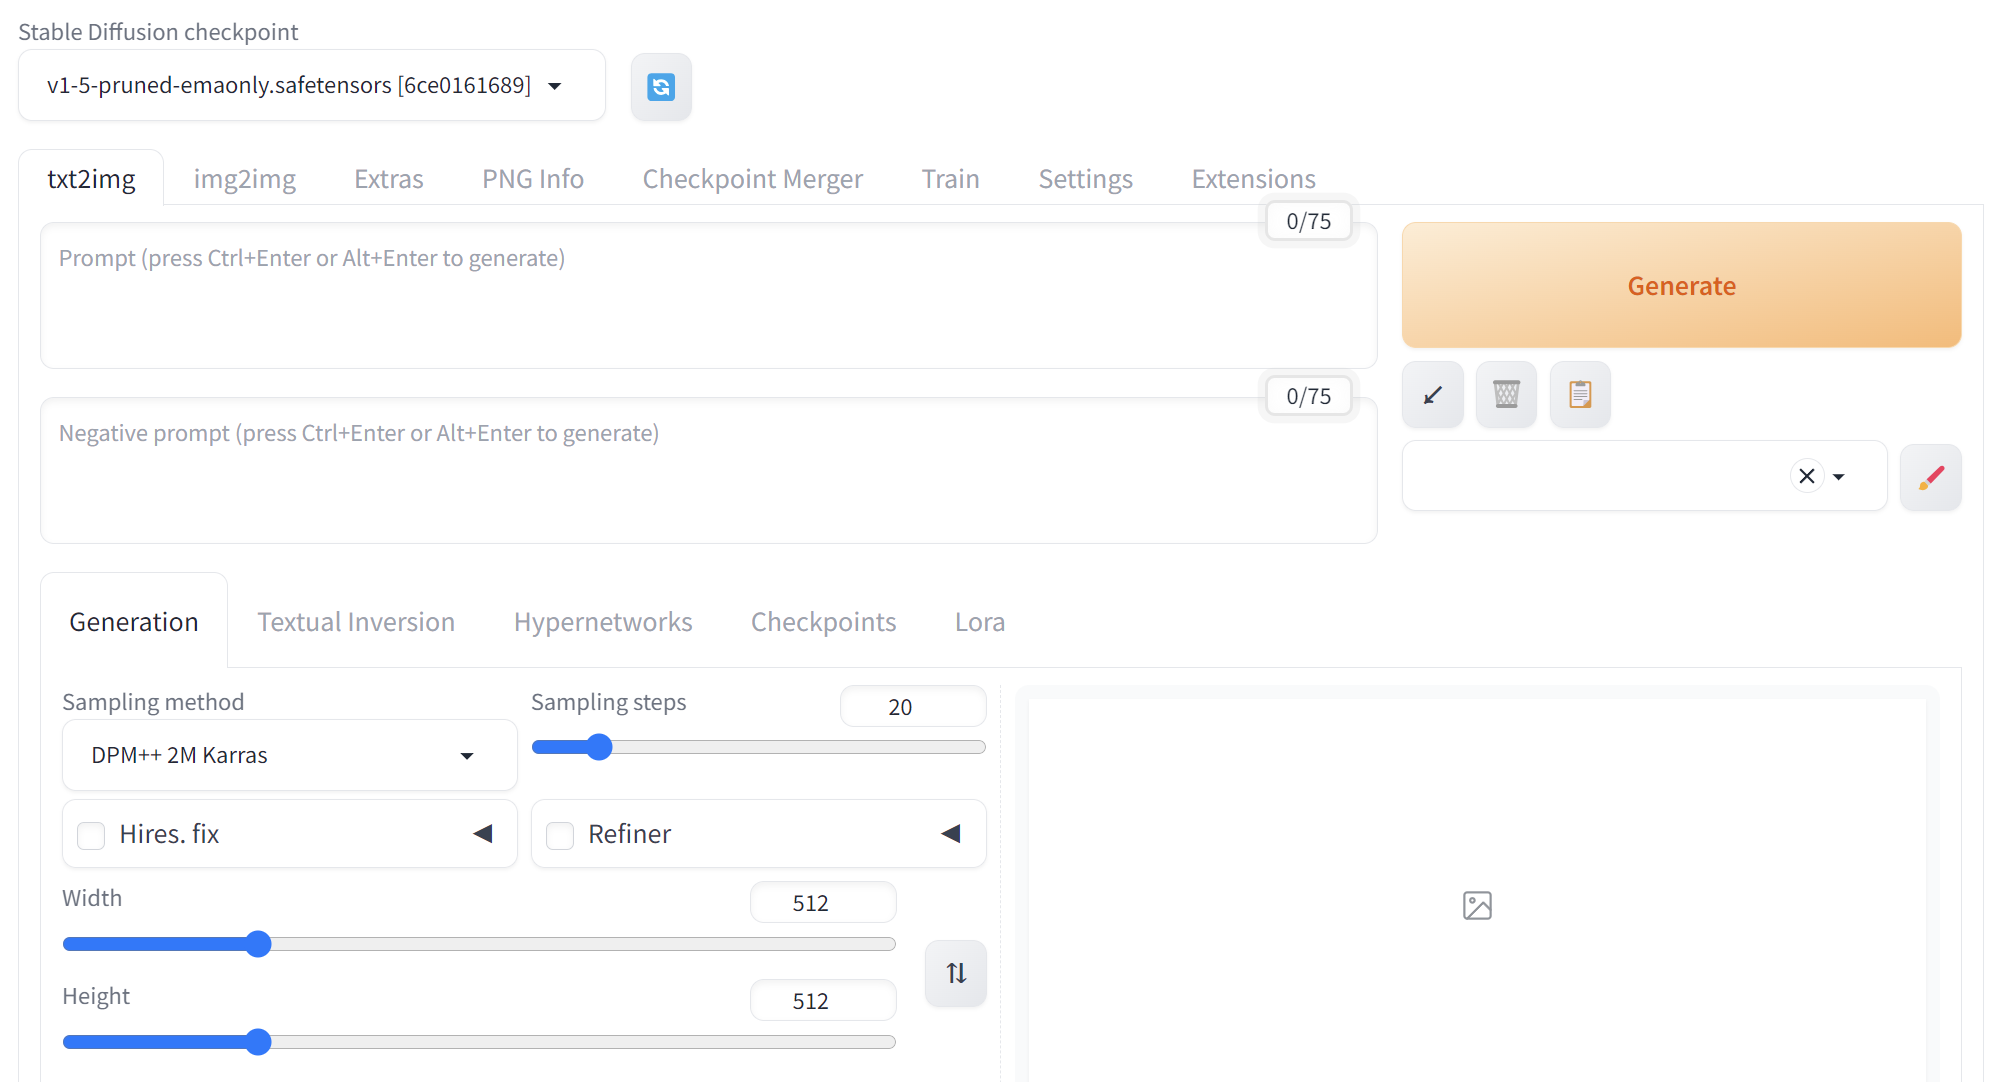 Stable Diffusion checkpoint
v1-5-pruned-emaonly.safetensors [6ce0161689]
txt2img img2img Extras PNG Info Checkpoint Merger Train Settings Extensions
0/75
Prompt (press Ctrl+Enter or Alt+Enter to generate)
Generate
0/75
Negative prompt (press Ctrl+Enter or Alt+Enter to generate)
Generation Textual Inversion Hypernetworks Checkpoints Lora
Sampling method
DPM++ 2M Karras
Sampling steps 20
Hires. fix
Refiner
Width 512
Height 512